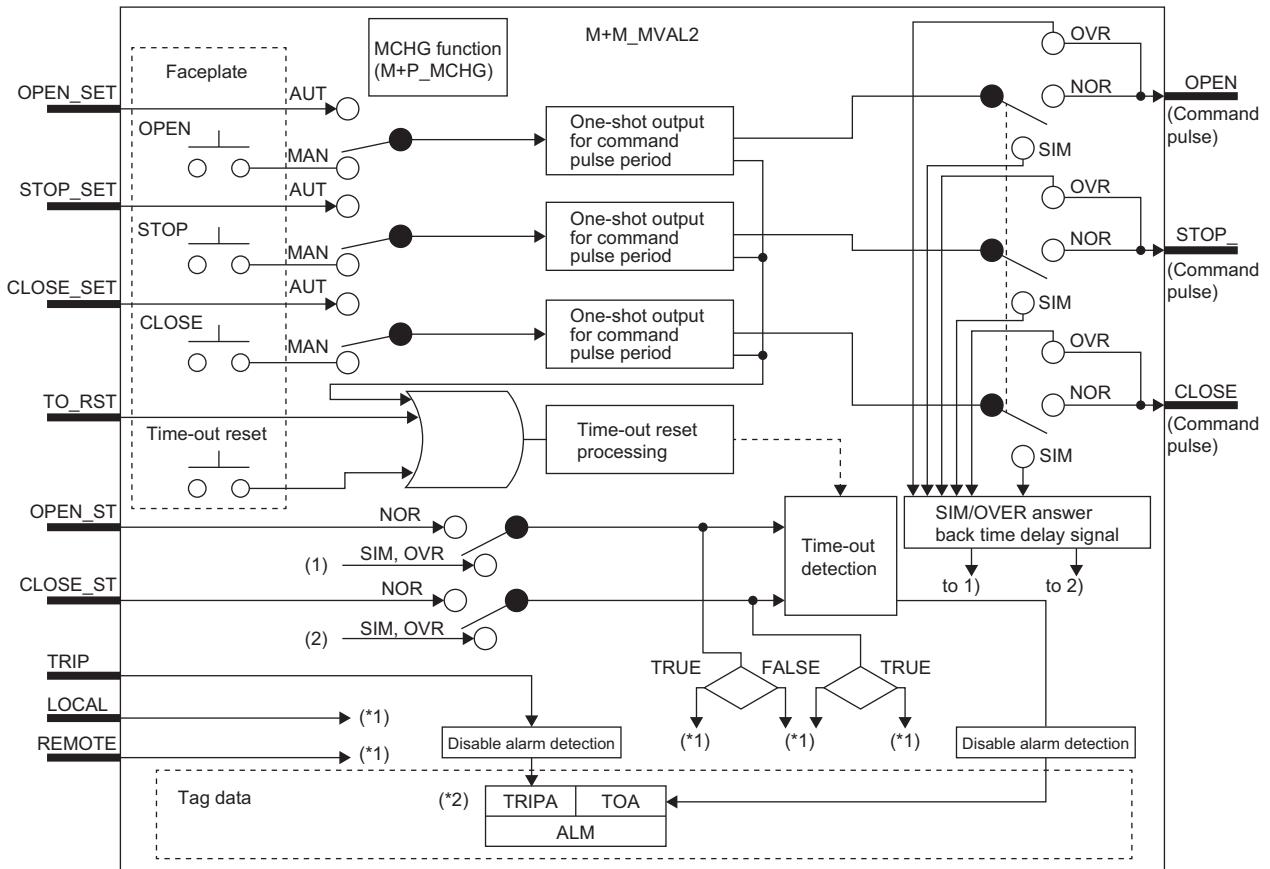 M+M_MVAL2
MCHG function
(M+P_MCHG)
Faceplate
OVR
OPEN_SET
AUT
NOR
OPEN
(Command
pulse)
OPEN
MAN
One-shot output
for command
pulse period
SIM
STOP_SET
AUT
OVR
STOP
MAN
One-shot output
for command
pulse period
NOR
STOP_
(Command
pulse)
CLOSE_SET
AUT
SIM
CLOSE
MAN
One-shot output
for command
pulse period
OVR
NOR
CLOSE
(Command
pulse)
TO_RST
Time-out reset
Time-out reset
processing
SIM
OPEN_ST
NOR
(1)
SIM, OVR
Time-out
detection
SIM/OVER answer
back time delay signal
to 1)
to 2)
CLOSE_ST
NOR
(2)
SIM, OVR
TRIP
TRUE
FALSE
TRUE
LOCAL
(*1)
(*1)
(*1)
(*1)
REMOTE
(*1)
Disable alarm detection
Disable alarm detection
Tag data
(*2)
TRIPA
TOA
ALM